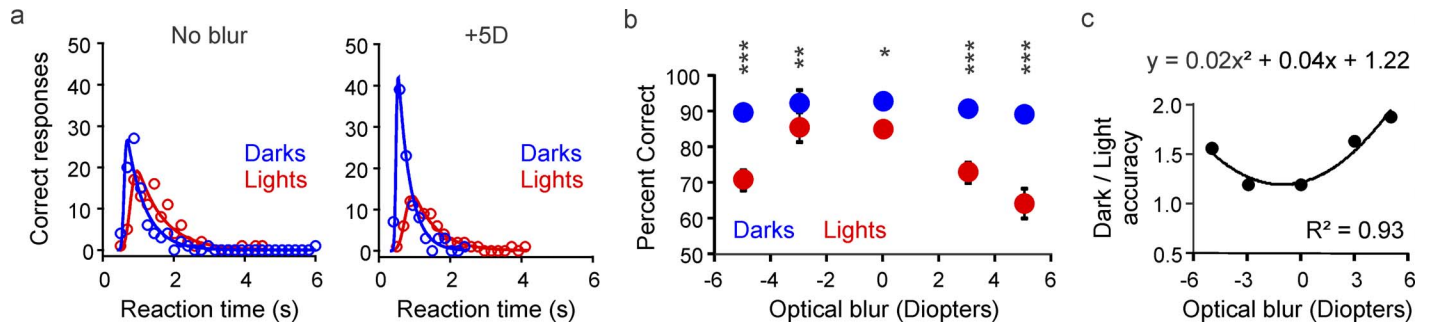 a
No blur
+5D
50
40
30
20
10
0
Correct responses
Darks
Lights
0 2 4 6
Reaction time (s)
50
40
30
20
10
0
Darks
Lights
0 2 4 6
Reaction time (s)
b
*** ** * *** ***
100
90
80
70
60
50
Percent Correct
Darks Lights
-6 -4 -2 0 2 4 6
Optical blur (Diopters)
c
y = 0.02x² + 0.04x + 1.22
2.0
1.5
1.0
0.5
Dark / Light
accuracy
R² = 0.93
-6 -3 0 3 6
Optical blur (Diopters)